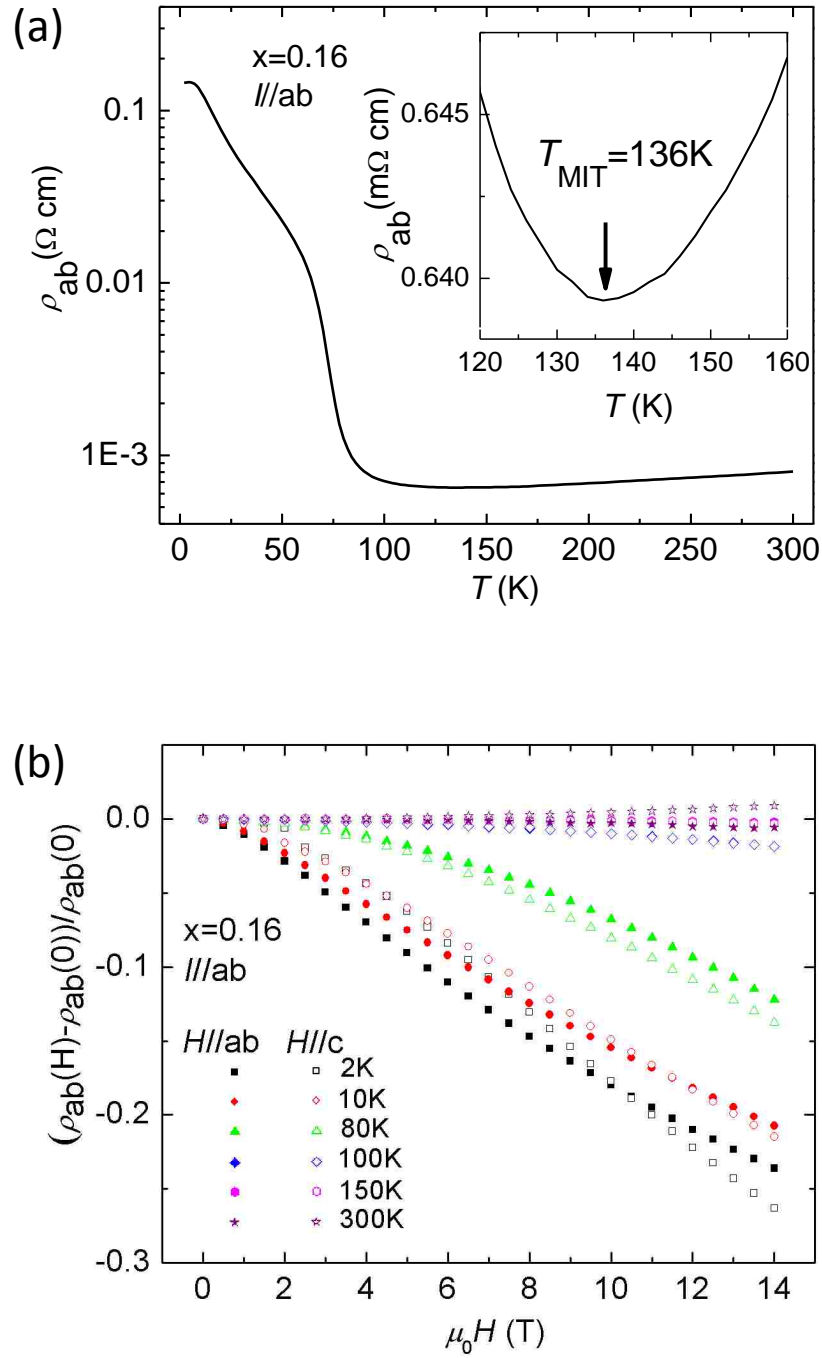 (a)
x=0.16
I//ab
ρab(Ω cm)
0.1
0.01
1E-3
0 50 100 150 200 250 300
T (K)
ρab(mΩ cm)
0.645
0.640
TMIT=136K
120 130 140 150 160
T (K)
(b)
(ρab(H)-ρab(0))/ρab(0)
0.0
-0.1
-0.2
-0.3
x=0.16
I//ab
H//ab H//c
2K
10K
80K
100K
150K
300K
0 2 4 6 8 10 12 14
μ0H (T)